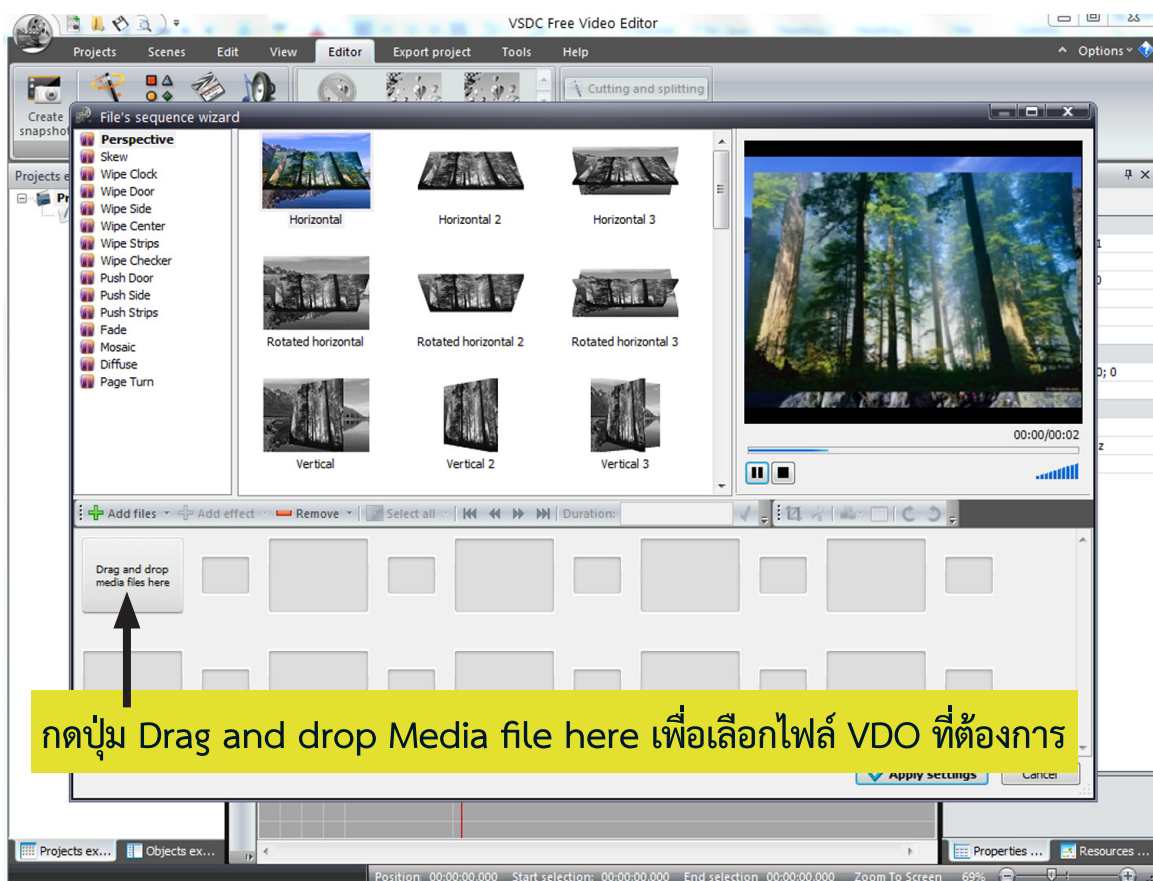 VSDC Free Video Editor
Projects Scenes Edit View Editor Export project Tools Help Options
Cutting and splitting
Create
snapshot
File's sequence wizard
Perspective
Skew
Wipe Clock
Wipe Door
Wipe Side
Wipe Center
Wipe Strips
Wipe Checker
Push Door
Push Side
Push Strips
Fade
Mosaic
Diffuse
Page Turn
Horizontal Horizontal 2 Horizontal 3
Rotated horizontal Rotated horizontal 2 Rotated horizontal 3
Vertical Vertical 2 Vertical 3
00:00/00:02
Projects e
Pr
1
0; 0
z
Add files Add effect Remove Select all Duration:
Drag and drop
media files here
กดปุ่ม Drag and drop Media file here เพื่อเลือกไฟล์ VDO ที่ต้องการ
Apply settings Cancel
Projects ex... Objects ex... Properties ... Resources ...
Position 00:00:00.000 Start selection: 00:00:00.000 End selection 00:00:00.000 Zoom To Screen 69%